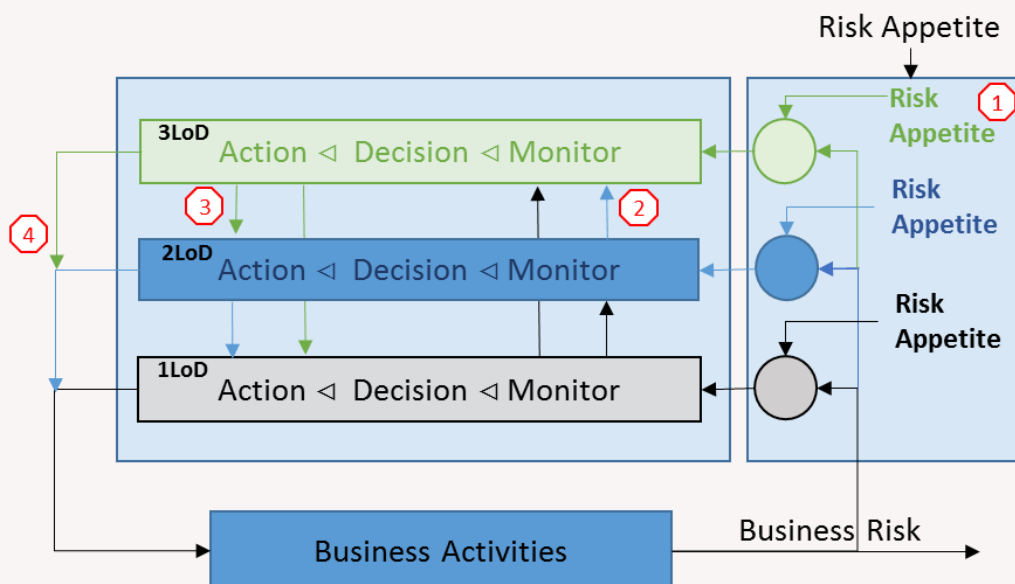 Risk Appetite
Risk
Appetite
1
3LoD
Action ◁ Decision ◁ Monitor
3
2
4
Risk
Appetite
2LoD
Action ◁ Decision ◁ Monitor
Risk
Appetite
1LoD
Action ◁ Decision ◁ Monitor
Business Activities
Business Risk